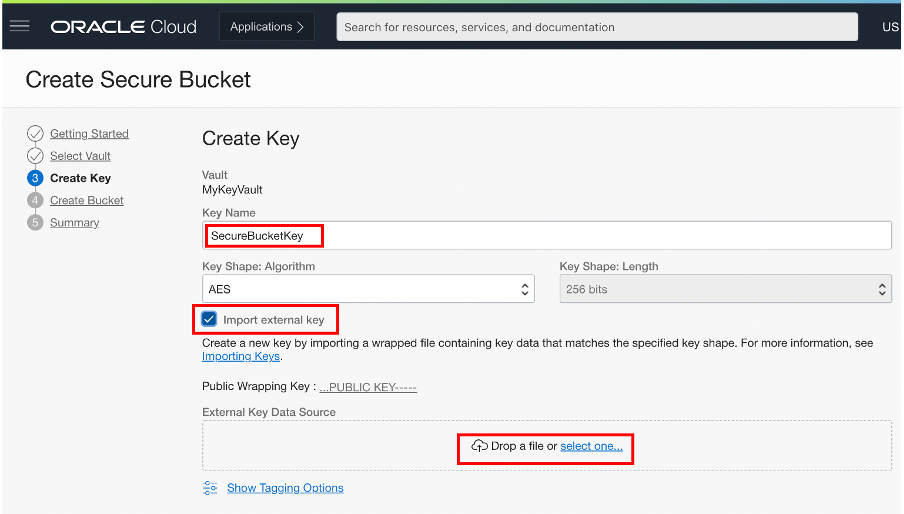 ORACLE Cloud
Applications
Search for resources, services, and documentation
US
Create Secure Bucket
Getting Started
Select Vault
3 Create Key
4 Create Bucket
5 Summary
Create Key
Vault
MyKeyVault
Key Name
SecureBucketKey
Key Shape: Algorithm
Key Shape: Length
AES
256 bits
Import external key
Create a new key by importing a wrapped file containing key data that matches the specified key shape. For more information, see
Importing Keys.
Public Wrapping Key : ...PUBLIC KEY-----
External Key Data Source
Drop a file or select one...
Show Tagging Options